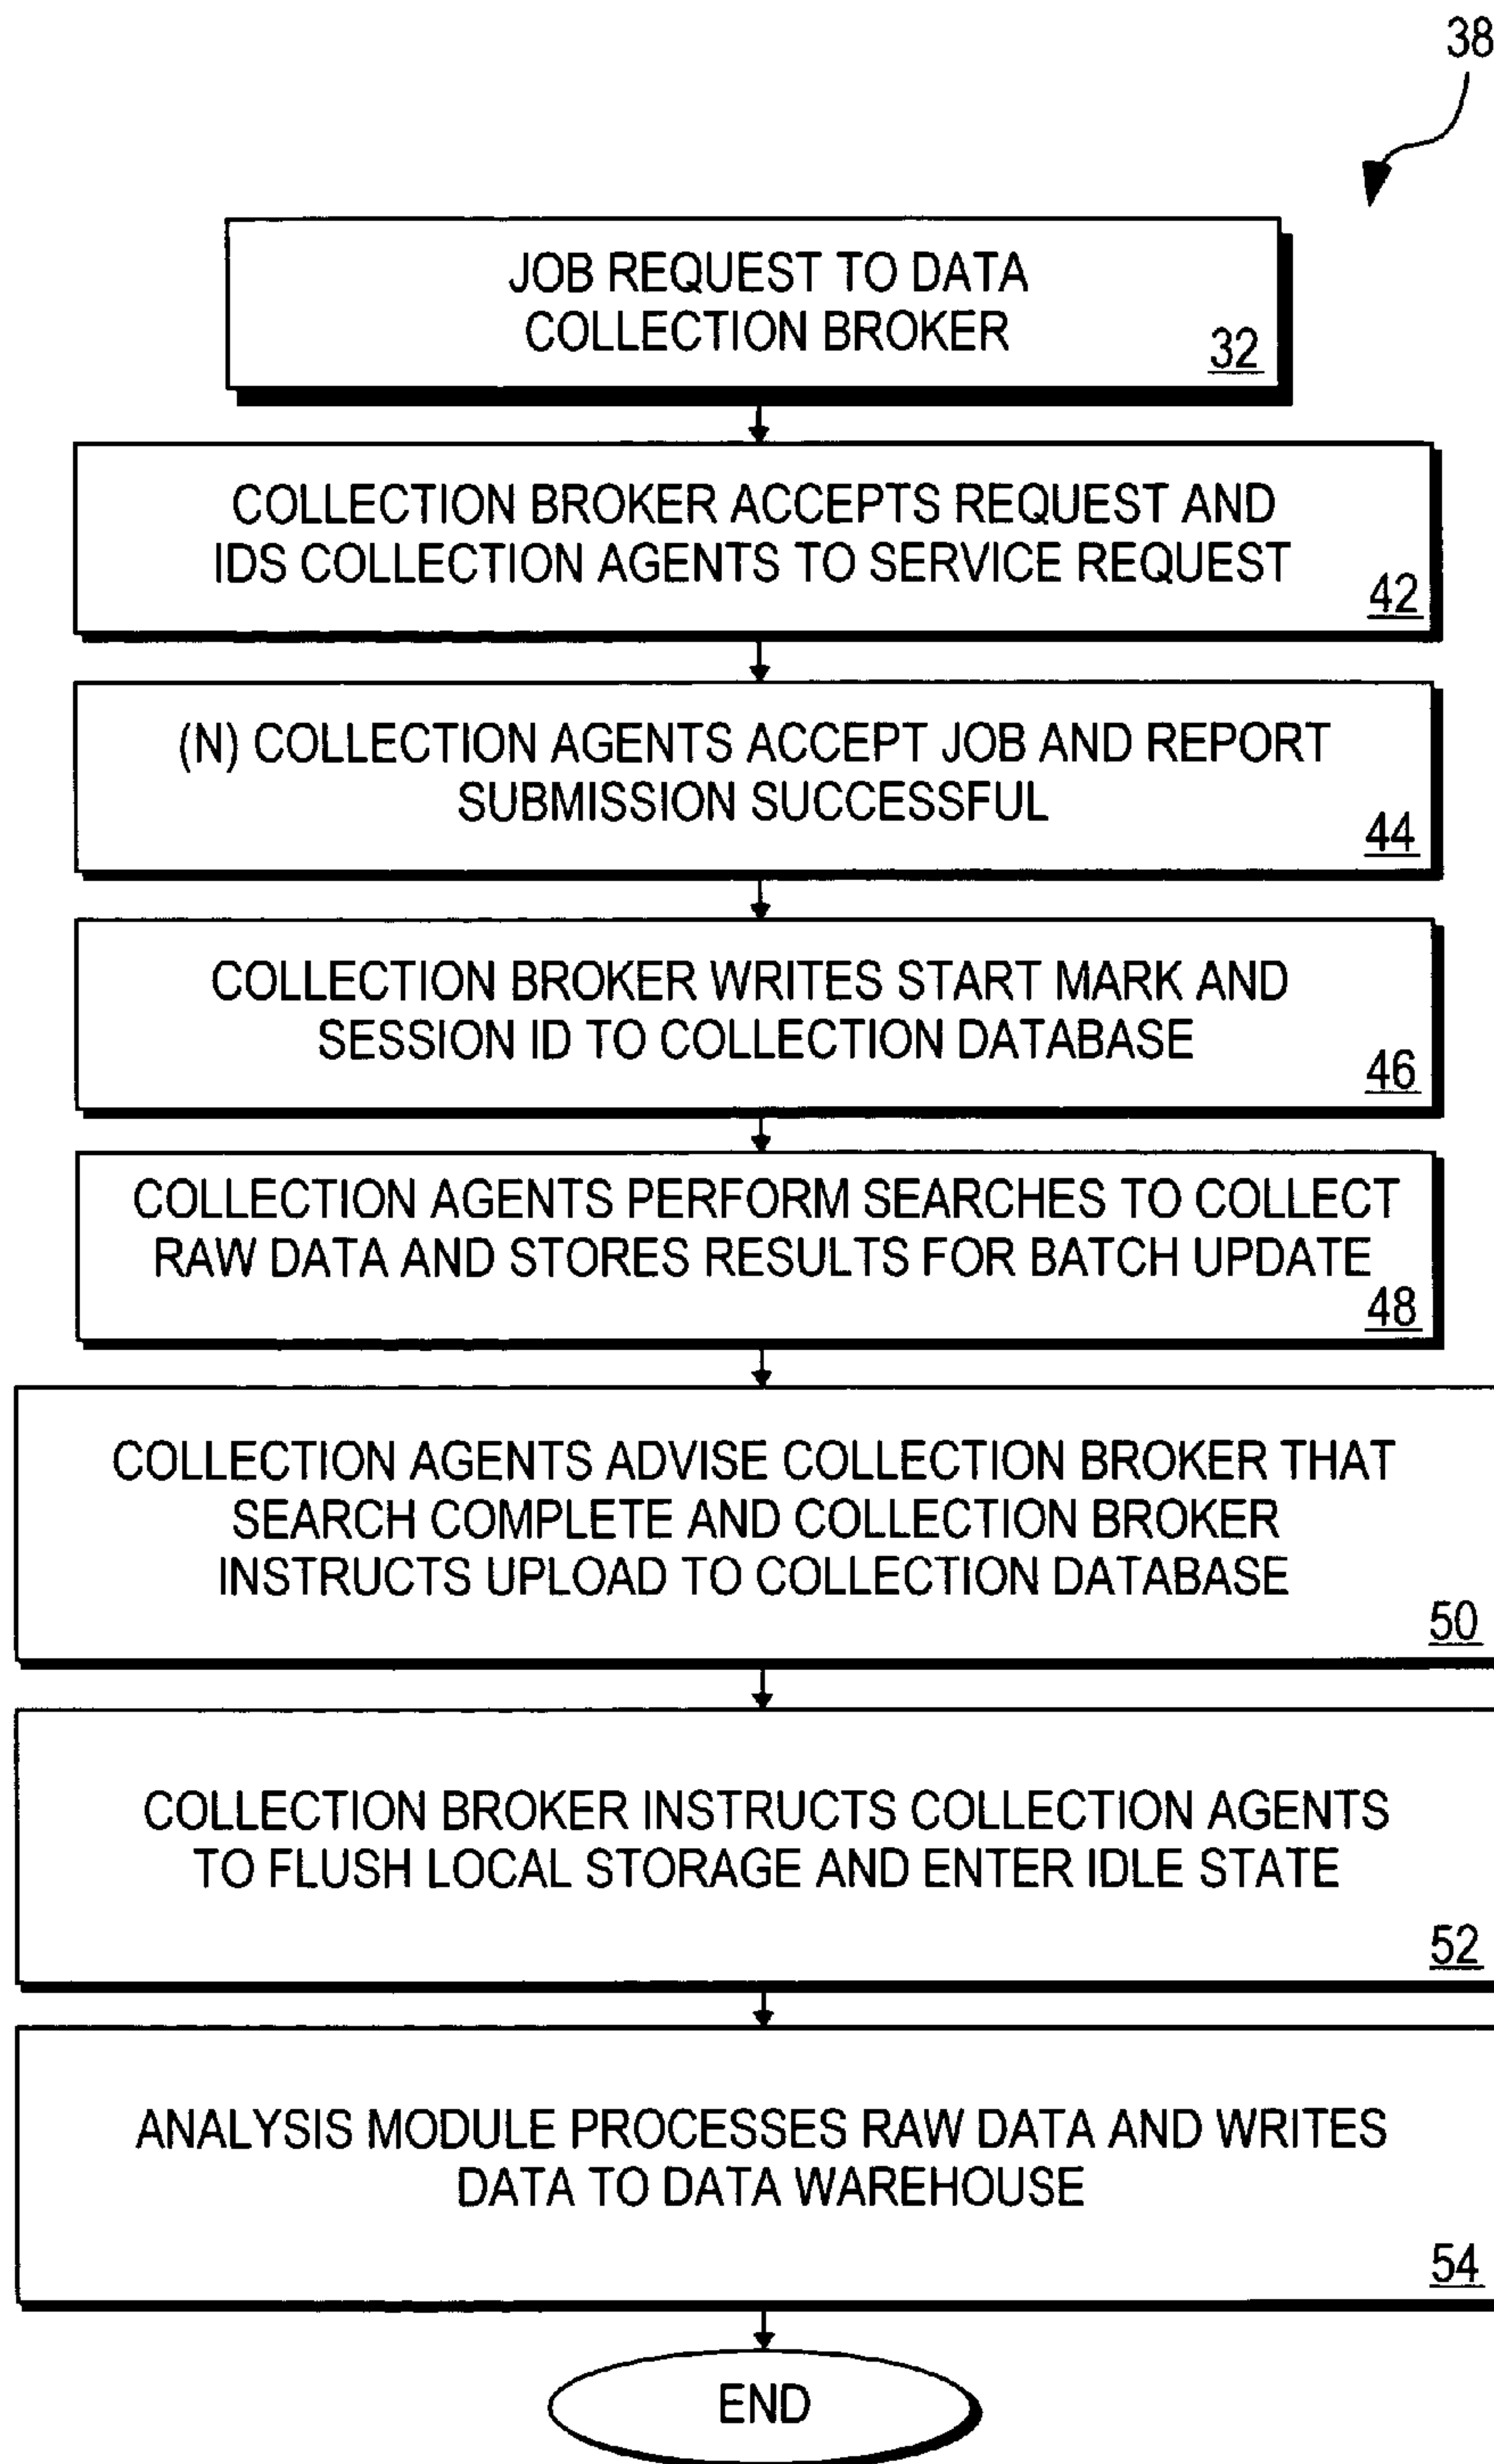 38
JOB REQUEST TO DATA
COLLECTION BROKER
32
COLLECTION BROKER ACCEPTS REQUEST AND
IDS COLLECTION AGENTS TO SERVICE REQUEST
42
(N) COLLECTION AGENTS ACCEPT JOB AND REPORT
SUBMISSION SUCCESSFUL
44
COLLECTION BROKER WRITES START MARK AND
SESSION ID TO COLLECTION DATABASE
46
COLLECTION AGENTS PERFORM SEARCHES TO COLLECT
RAW DATA AND STORES RESULTS FOR BATCH UPDATE
48
COLLECTION AGENTS ADVISE COLLECTION BROKER THAT
SEARCH COMPLETE AND COLLECTION BROKER
INSTRUCTS UPLOAD TO COLLECTION DATABASE
50
COLLECTION BROKER INSTRUCTS COLLECTION AGENTS
TO FLUSH LOCAL STORAGE AND ENTER IDLE STATE
52
ANALYSIS MODULE PROCESSES RAW DATA AND WRITES
DATA TO DATA WAREHOUSE
54
END